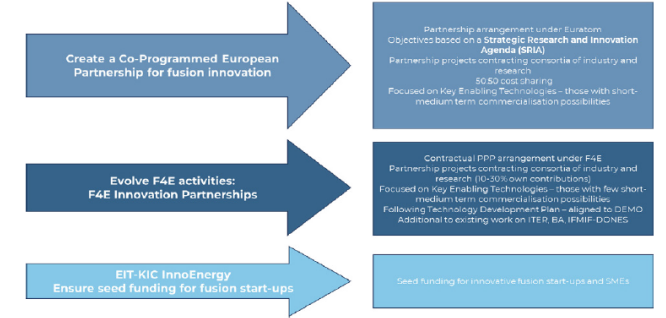 Create a Co-Programmed European
Partnership for fusion innovation
Partnership arrangement under Euratom
Objectives based on a Strategic Research and Innovation
Agenda (SRIA)
Partnership projects contracting consortia of industry and
research
50:50 cost sharing
Focused on Key Enabling Technologies – those with short-
medium term commercialisation possibilities
Evolve F4E activities:
F4E Innovation Partnerships
Contractual PPP arrangement under F4E
Partnership projects contracting consortia of industry and
research (10-30% own contributions)
Focused on Key Enabling Technologies – those with few short-
medium term commercialisation possibilities
Following Technology Development Plan – aligned to DEMO
Additional to existing work on ITER, BA, IFMIF-DONES
EIT-KIC InnoEnergy
Ensure seed funding for fusion start-ups
Seed funding for innovative fusion start-ups and SMEs